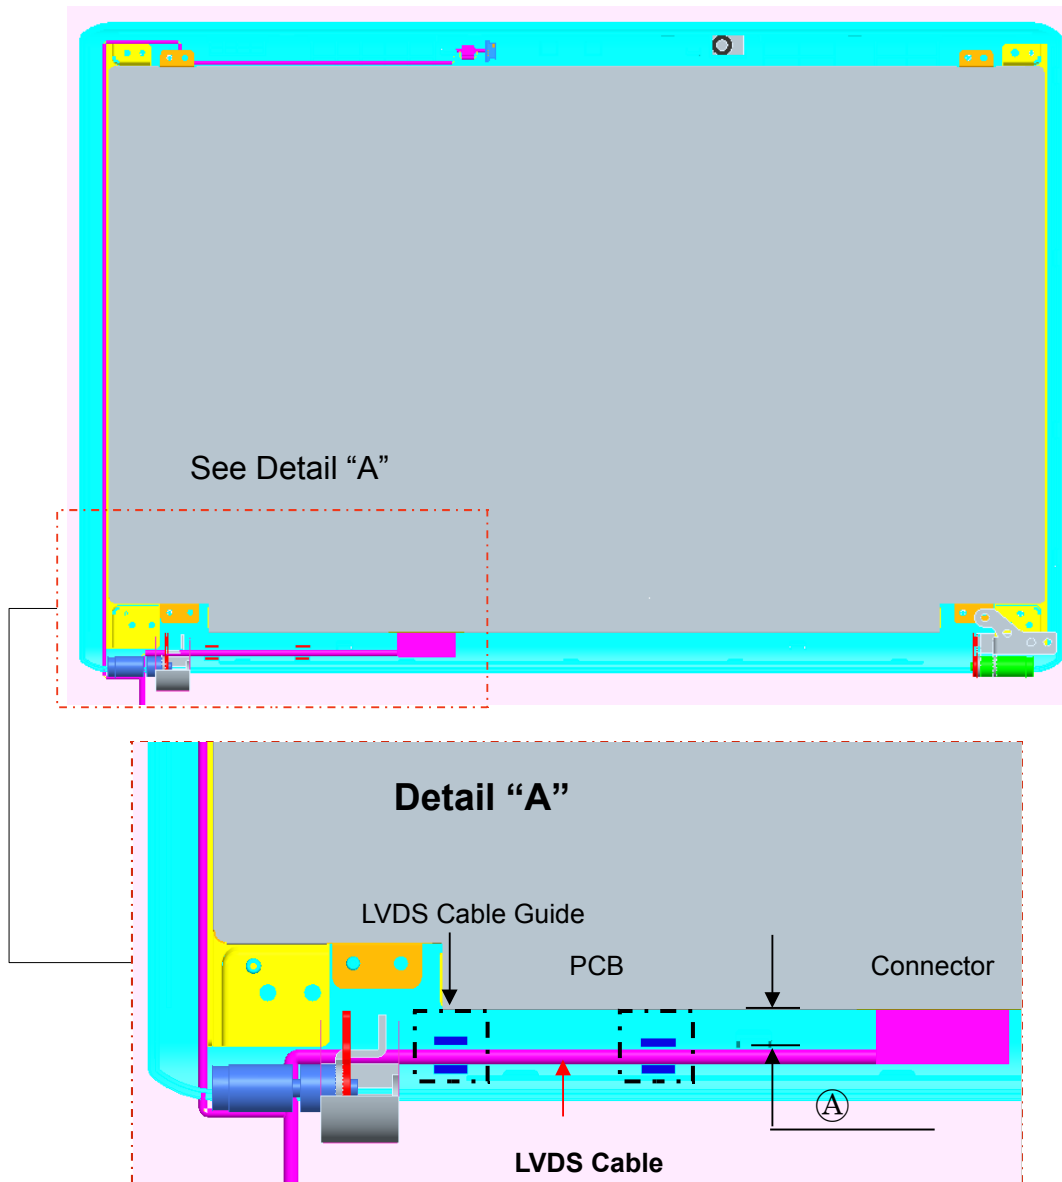 See Detail “A”
Detail “A”
LVDS Cable Guide
PCB
Connector
Ⓐ
LVDS Cable